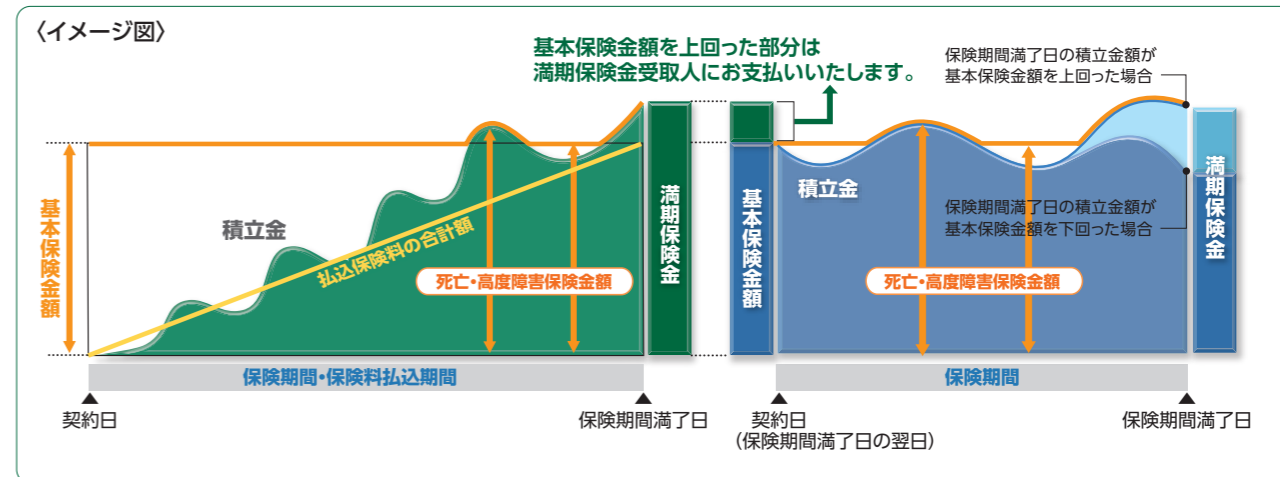 〈イメージ図〉
基本保険金額を上回った部分は
満期保険金受取人にお支払いいたします。
保険期間満了日の積立金額が
基本保険金額を上回った場合
基本保険金額
積立金
払込保険料の合計額
死亡・高度障害保険金額
満期保険金
基本保険金額
積立金
保険期間満了日の積立金額が
基本保険金額を下回った場合
死亡・高度障害保険金額
満期保険金
保険期間・保険料払込期間
保険期間
契約日
保険期間満了日
契約日
(保険期間満了日の翌日)
保険期間満了日